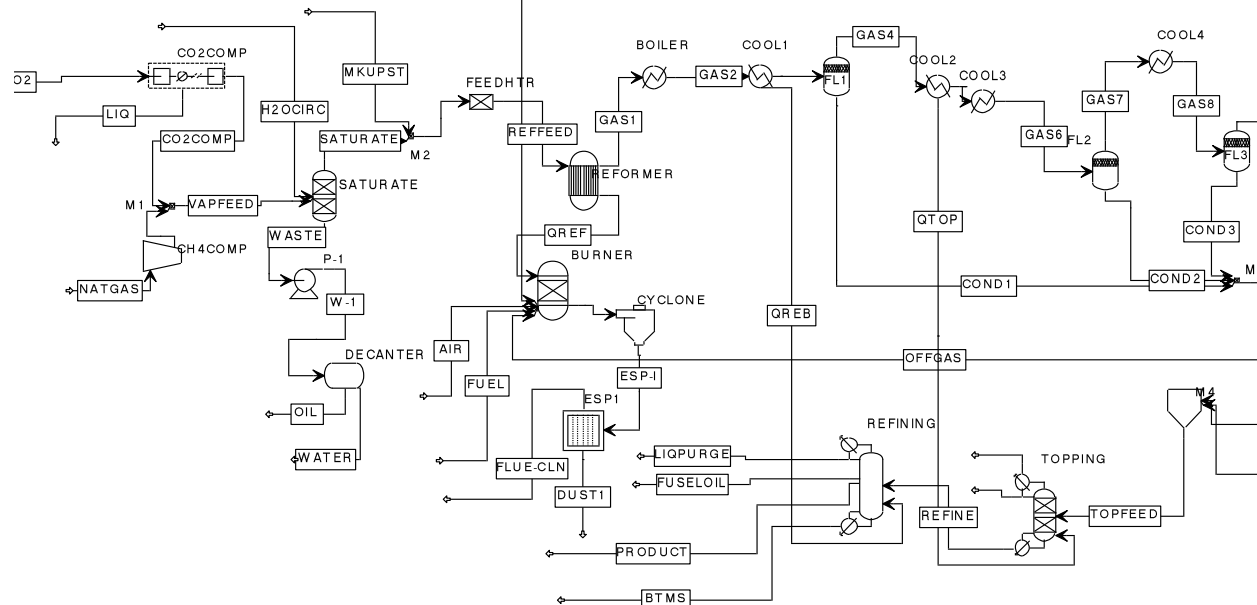 CO2COMP
O2
LIQ
CO2COMP
H2OCIRC
MKUPST
SATURATE
M2
FEEDHTR
REFFEED
GAS1
BOILER
GAS2
COOL1
FL1
GAS4
COOL2
COOL3
GAS6
FL2
GAS7
COOL4
GAS8
FL3
REFORMER
SATURATE
M1
VAPFEED
WASTE
CH4COMP
NATGAS
P-1
W-1
QREF
BURNER
CYCLONE
QTOP
COND3
M
COND1
COND2
QREB
DECANTER
AIR
FUEL
OFFGAS
ESP-I
OIL
WATER
ESP1
FLUE-CLN
DUST1
REFINING
LIQPURGE
FUSELOIL
PRODUCT
BTMS
REFINE
TOPPING
TOPFEED
M4